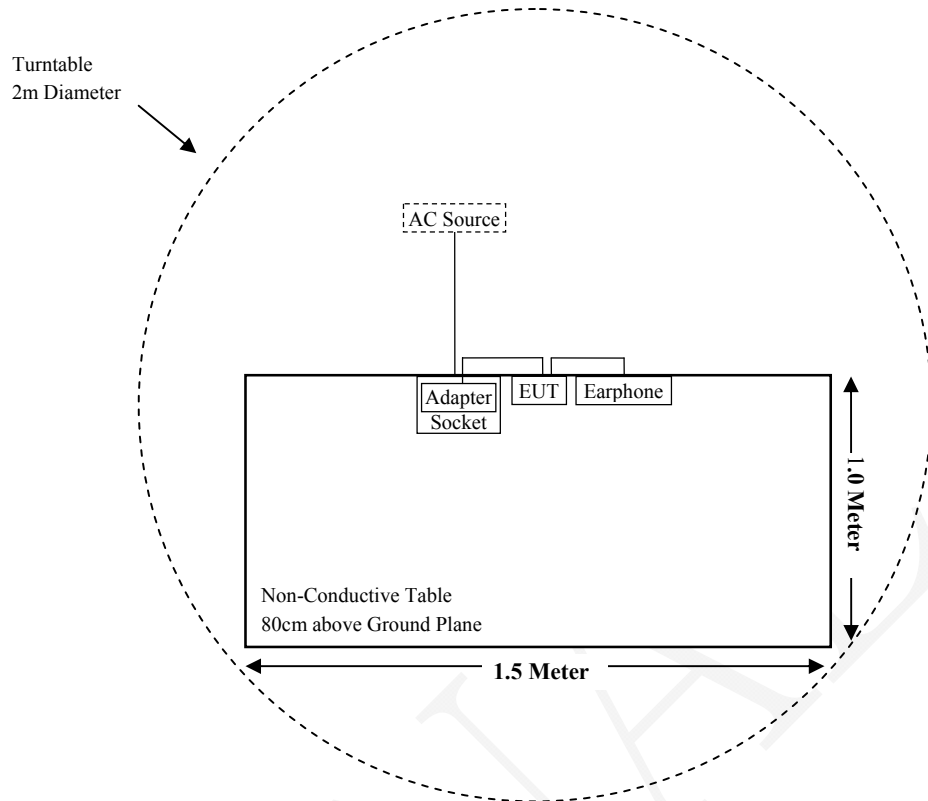 Turntable
2m Diameter
AC Source
Adapter
Socket
EUT
Earphone
1.0 Meter
Non-Conductive Table
80cm above Ground Plane
1.5 Meter